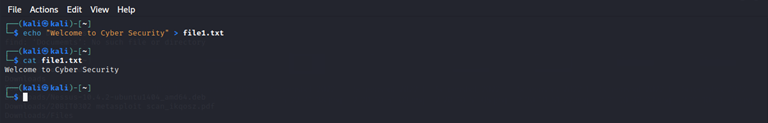 File Actions Edit View Help
┌──(kali㉿kali)-[~]
└─$ echo "Welcome to Cyber Security" > file1.txt
┌──(kali㉿kali)-[~]
└─$ cat file1.txt
Welcome to Cyber Security
┌──(kali㉿kali)-[~]
└─$